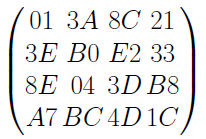 01 3A 8C 21
3E B0 E2 33
8E 04 3D B8
A7 BC 4D 1C